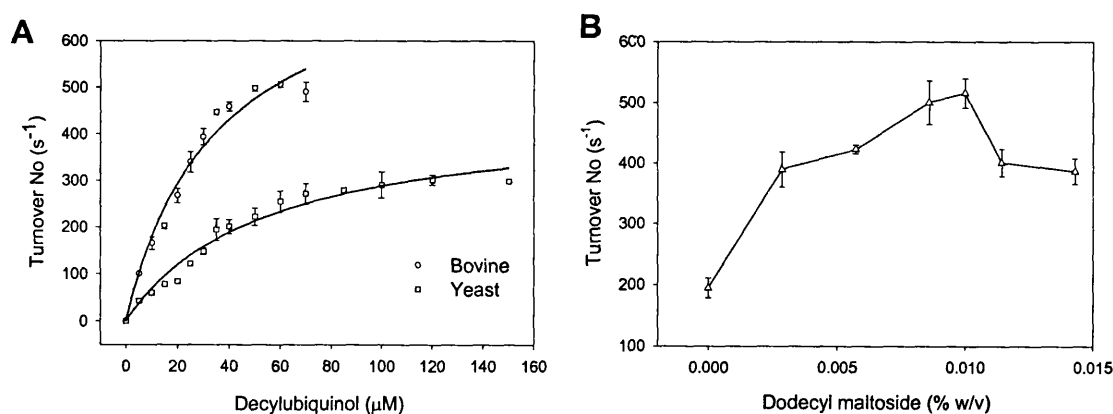 A
600
500
400
300
200
100
0
Turnover No (s⁻¹)
Bovine
Yeast
0 20 40 60 80 100 120 140 160
Decylubiquinol (µM)
B
600
500
400
300
200
100
Turnover No (s⁻¹)
0.000 0.005 0.010 0.015
Dodecyl maltoside (% w/v)